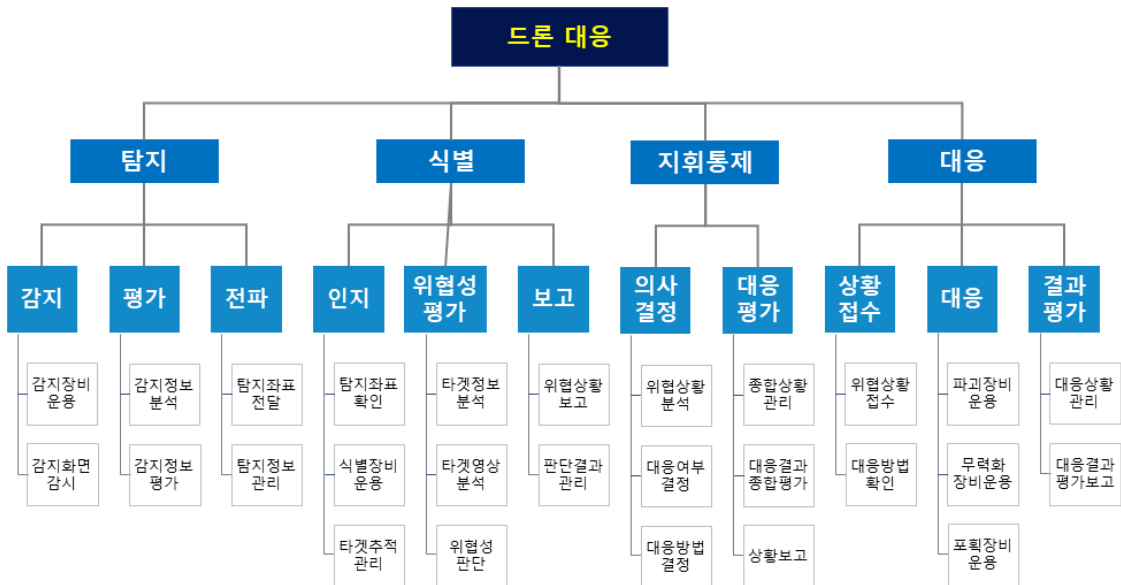 드론 대응
탐지
식별
지휘통제
대응
감지
평가
전파
인지
위협성
평가
보고
의사
결정
대응
평가
상황
접수
대응
결과
평가
감지장비
운용
감지정보
분석
탐지좌표
전달
탐지좌표
확인
타겟정보
분석
위협상황
보고
위협상황
분석
종합상황
관리
위협상황
접수
파괴장비
운용
대응상황
관리
감지화면
감시
감지정보
평가
탐지정보
관리
식별장비
운용
타겟영상
분석
판단결과
관리
대응여부
결정
대응결과
종합평가
대응방법
확인
무력화
장비운용
대응결과
평가보고
타겟추적
관리
위협성
판단
대응방법
결정
상황보고
포획장비
운용